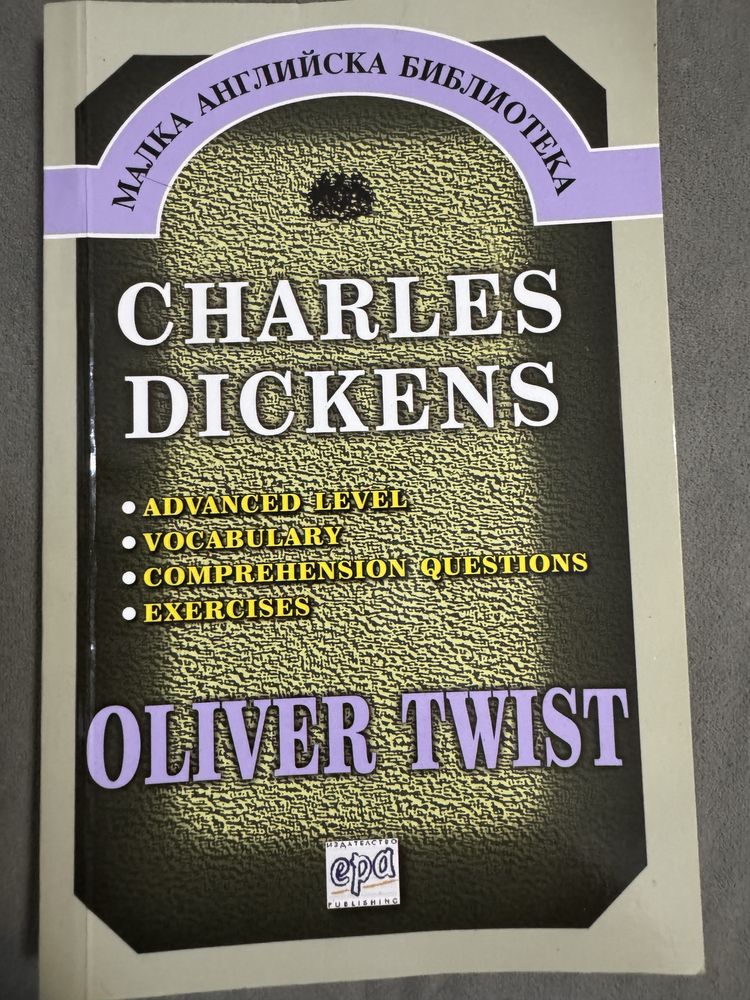 МАЛКА АНГЛИЙСКА БИБЛИОТЕКА
CHARLES
DICKENS
• ADVANCED LEVEL
• VOCABULARY
• COMPREHENSION QUESTIONS
• EXERCISES
OLIVER TWIST
ИЗДАТЕЛСТВО
ера
PUBLISHING